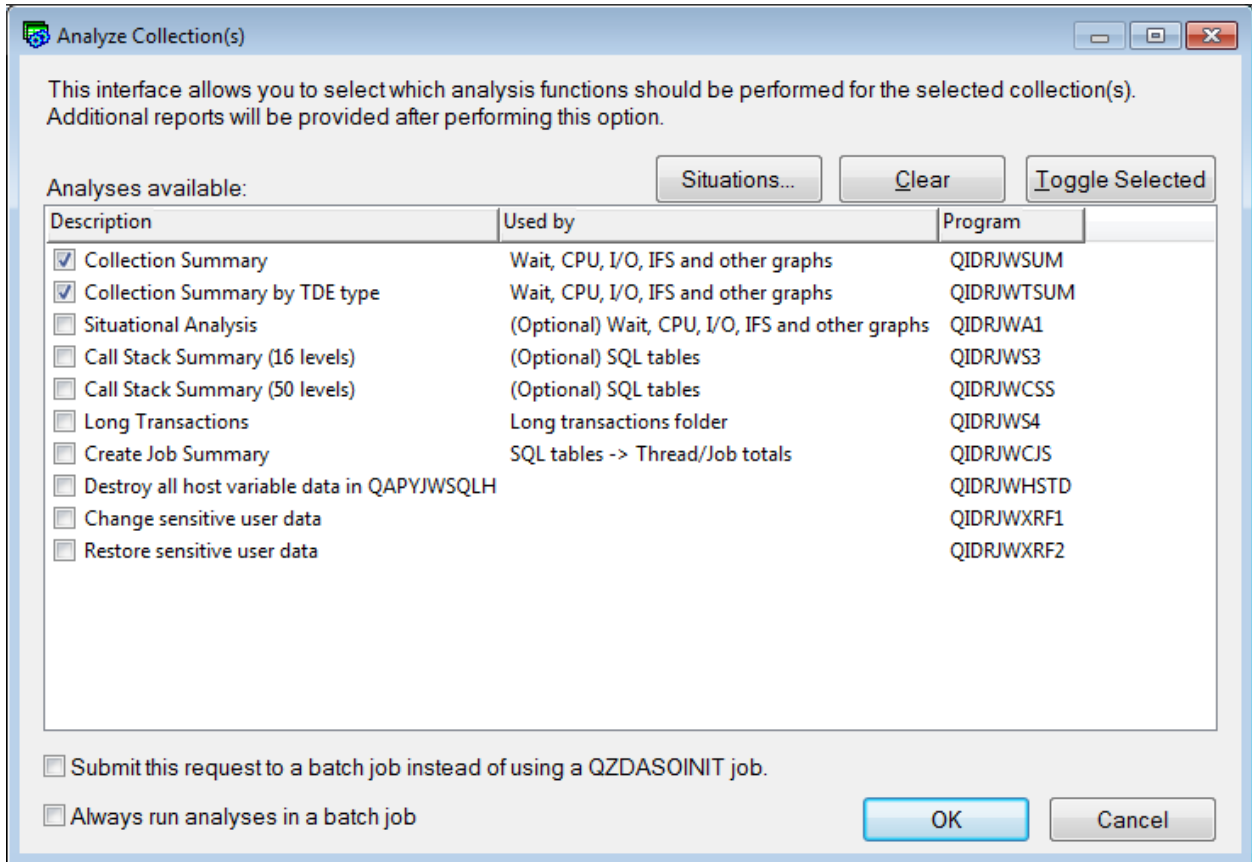 Analyze Collection(s)
This interface allows you to select which analysis functions should be performed for the selected collection(s).
Additional reports will be provided after performing this option.
Situations... Clear Toggle Selected
Analyses available:
Description Used by Program
Collection Summary Wait, CPU, I/O, IFS and other graphs QIDRJWSUM
Collection Summary by TDE type Wait, CPU, I/O, IFS and other graphs QIDRJWTSUM
Situational Analysis (Optional) Wait, CPU, I/O, IFS and other graphs QIDRJWA1
Call Stack Summary (16 levels) (Optional) SQL tables QIDRJWS3
Call Stack Summary (50 levels) (Optional) SQL tables QIDRJWCSS
Long Transactions Long transactions folder QIDRJWS4
Create Job Summary SQL tables -> Thread/Job totals QIDRJWCJS
Destroy all host variable data in QAPYJWSQLH QIDRJWHSTD
Change sensitive user data QIDRJWXRF1
Restore sensitive user data QIDRJWXRF2
Submit this request to a batch job instead of using a QZDASOINIT job.
Always run analyses in a batch job
OK Cancel